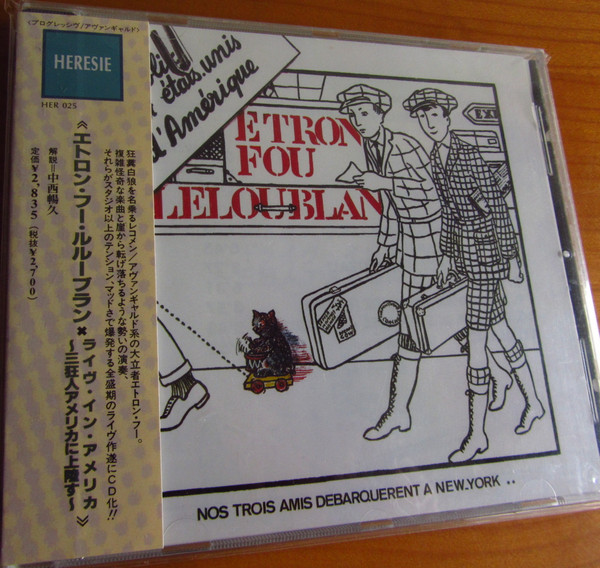 《プログレッシヴ/アヴァンギャルド》
HERESIE
HER 025
《エトロン・フー・ルルーブラン✖ライヴ・イン・アメリカ》
~三狂人アメリカに上陸す~
狂糞白狼を名乗るレコメン/アヴァンギャルド系の大立者エトロン・フー。
複雑怪奇な楽曲と崖から転げ落ちるような勢いの演奏、
それらがスタジオ以上のテンション、マッドさで爆発する全盛期のライヴ作遂にCD化!!
解説=中西暢久
定価¥2,835(税抜¥2,700)
états.unis
d'Amérique
ETRON
FOU
LELOUBLAN
EX
NOS TROIS AMIS DEBARQUERENT A NEW.YORK ..